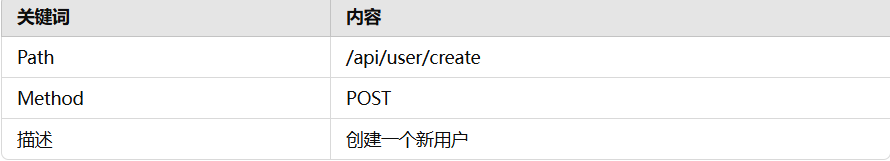 关键词 内容
Path /api/user/create
Method POST
描述 创建一个新用户